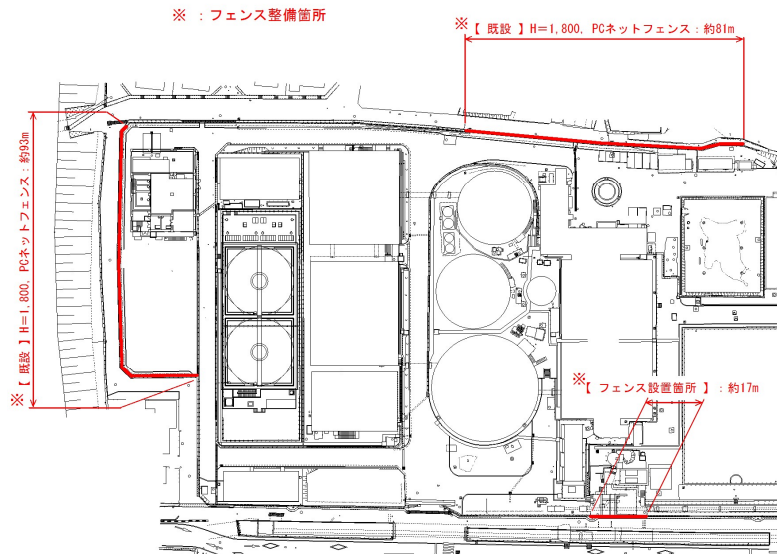 ※ ：フェンス整備箇所
※【 既設 】H=1,800, PCネットフェンス：約81m
※【 既設 】H=1,800, PCネットフェンス：約93m
※【 フェンス設置箇所 】：約17m